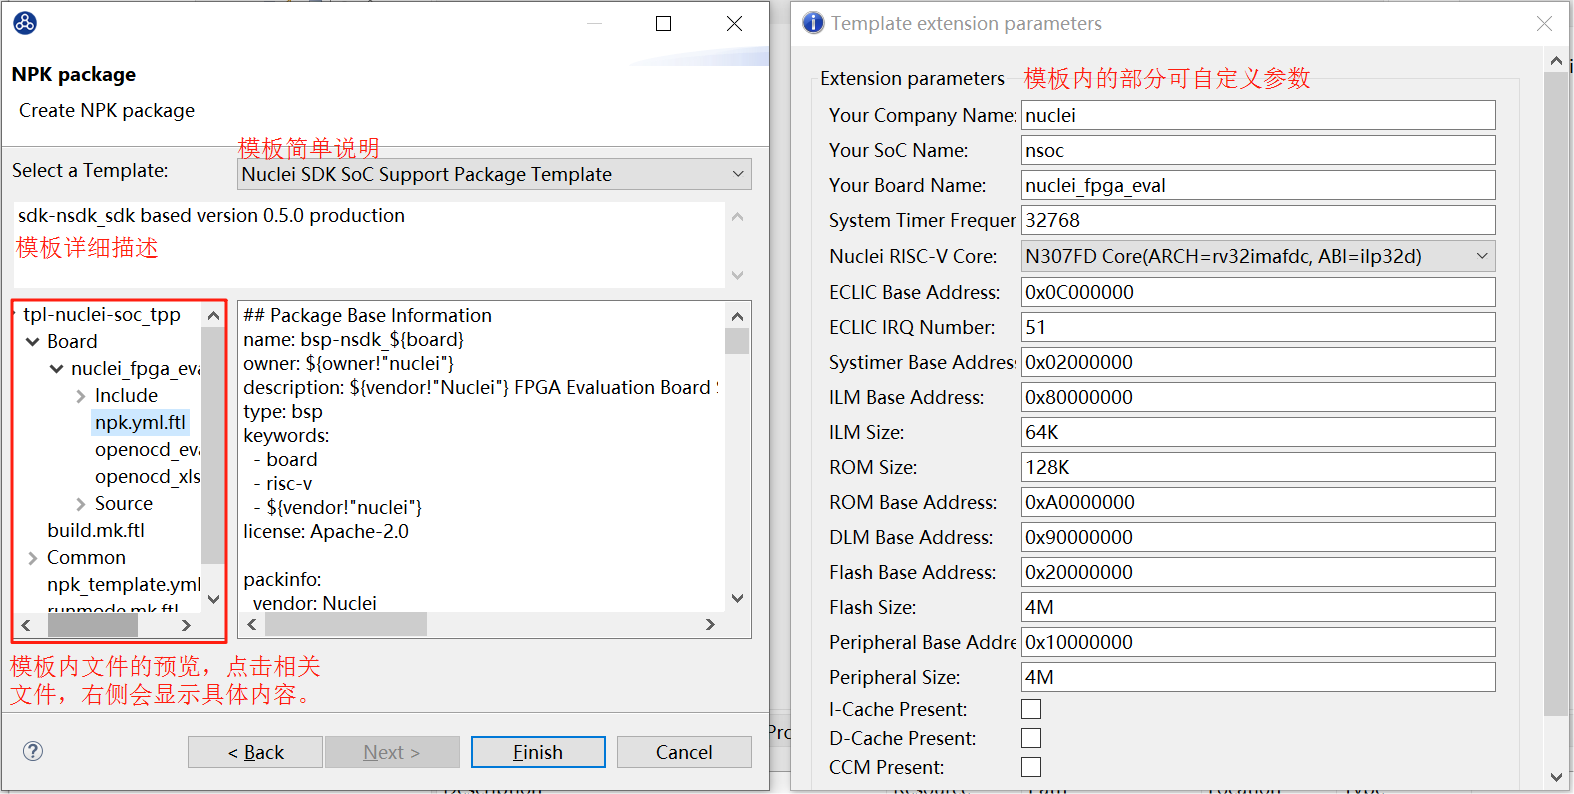 NPK package
Create NPK package
模板简单说明
Select a Template:
Nuclei SDK SoC Support Package Template
sdk-nsdk_sdk based version 0.5.0 production
模板详细描述
tpl-nuclei-soc_tpp
Board
nuclei_fpga_eva
Include
npk.yml.ftl
openocd_eva
openocd_xls
Source
build.mk.ftl
Common
npk_template.yml
runmode.mk.ftl
## Package Base Information
name: bsp-nsdk_${board}
owner: ${owner!"nuclei"}
description: ${vendor!"Nuclei"} FPGA Evaluation Board S
type: bsp
keywords:
- board
- risc-v
- ${vendor!"nuclei"}
license: Apache-2.0
packinfo:
vendor: Nuclei
模板内文件的预览，点击相关
文件，右侧会显示具体内容。
< Back
Next >
Finish
Cancel
Template extension parameters
Extension parameters
模板内的部分可自定义参数
Your Company Name: nuclei
Your SoC Name: nsoc
Your Board Name: nuclei_fpga_eval
System Timer Frequer 32768
Nuclei RISC-V Core: N307FD Core(ARCH=rv32imafdc, ABI=ilp32d)
ECLIC Base Address: 0x0C000000
ECLIC IRQ Number: 51
Systimer Base Address 0x02000000
ILM Base Address: 0x80000000
ILM Size: 64K
ROM Size: 128K
ROM Base Address: 0xA0000000
DLM Base Address: 0x90000000
Flash Base Address: 0x20000000
Flash Size: 4M
Peripheral Base Addre 0x10000000
Peripheral Size: 4M
I-Cache Present:
D-Cache Present:
CCM Present:
Pro